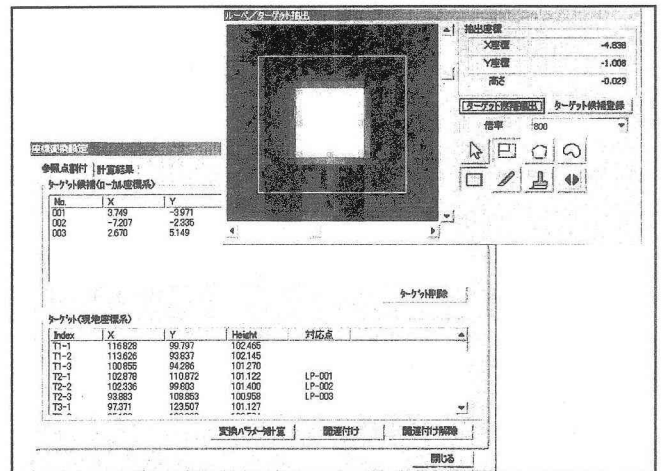 ルーペ/ターゲット抽出
抽出座標
X座標 -4.838
Y座標 -1.008
高さ -0.029
ターゲット候補抽出 ターゲット候補登録
倍率 800
座標変換設定
参照点割付 計算結果
ターゲット候補(ローカル座標系)
No. X Y
001 3.749 -3.971
002 -7.207 -2.335
003 2.670 5.149
ターゲット削除
ターゲット(現地座標系)
Index X Y Height 対応点
T1-1 116.828 99.797 102.465
T1-2 113.626 93.837 102.145
T1-3 100.855 94.286 101.270
T2-1 102.878 110.872 101.122 LP-001
T2-2 102.336 99.803 101.400 LP-002
T2-3 93.883 108.853 100.958 LP-003
T3-1 97.371 123.507 101.127
変換パラメータ計算 関連付け 関連付け解除
閉じる